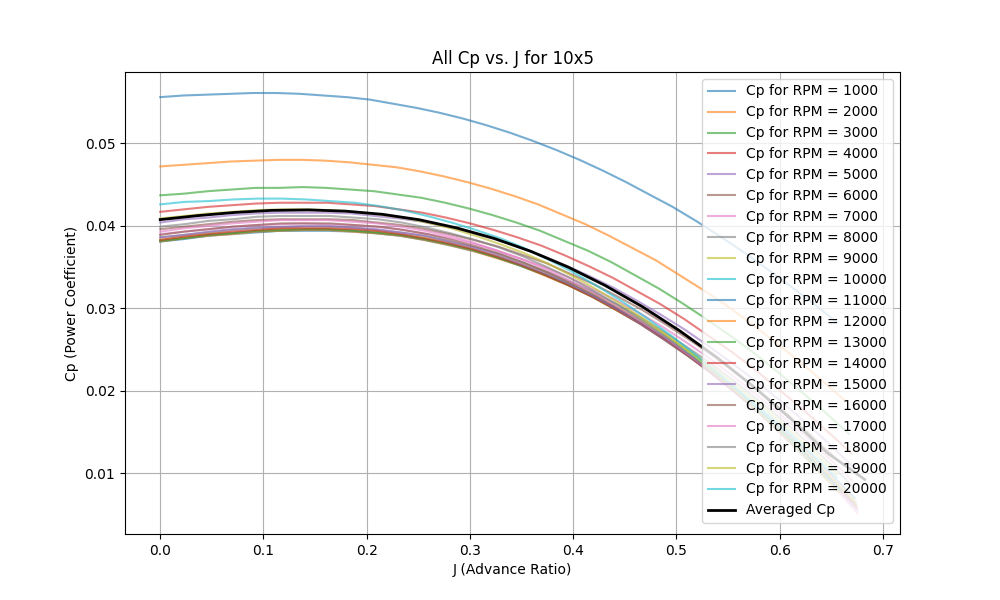 All Cp vs. J for 10x5
Cp (Power Coefficient)
0.05
0.04
0.03
0.02
0.01
Cp for RPM = 1000
Cp for RPM = 2000
Cp for RPM = 3000
Cp for RPM = 4000
Cp for RPM = 5000
Cp for RPM = 6000
Cp for RPM = 7000
Cp for RPM = 8000
Cp for RPM = 9000
Cp for RPM = 10000
Cp for RPM = 11000
Cp for RPM = 12000
Cp for RPM = 13000
Cp for RPM = 14000
Cp for RPM = 15000
Cp for RPM = 16000
Cp for RPM = 17000
Cp for RPM = 18000
Cp for RPM = 19000
Cp for RPM = 20000
Averaged Cp
0.0 0.1 0.2 0.3 0.4 0.5 0.6 0.7
J (Advance Ratio)